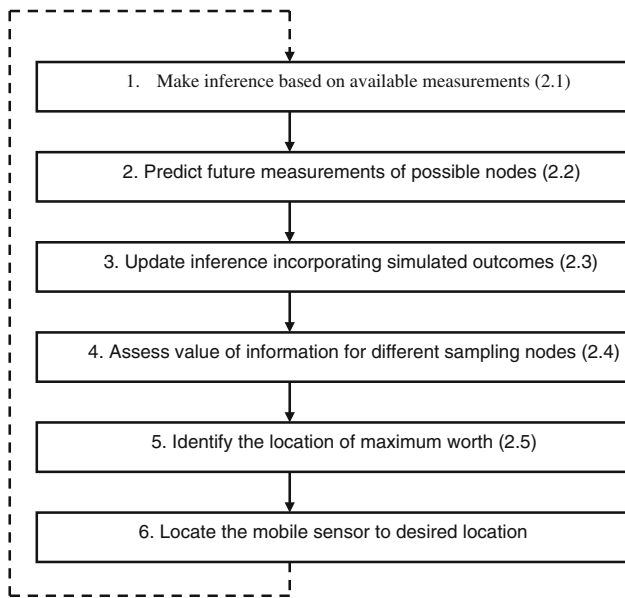 1. Make inference based on available measurements (2.1)
2. Predict future measurements of possible nodes (2.2)
3. Update inference incorporating simulated outcomes (2.3)
4. Assess value of information for different sampling nodes (2.4)
5. Identify the location of maximum worth (2.5)
6. Locate the mobile sensor to desired location